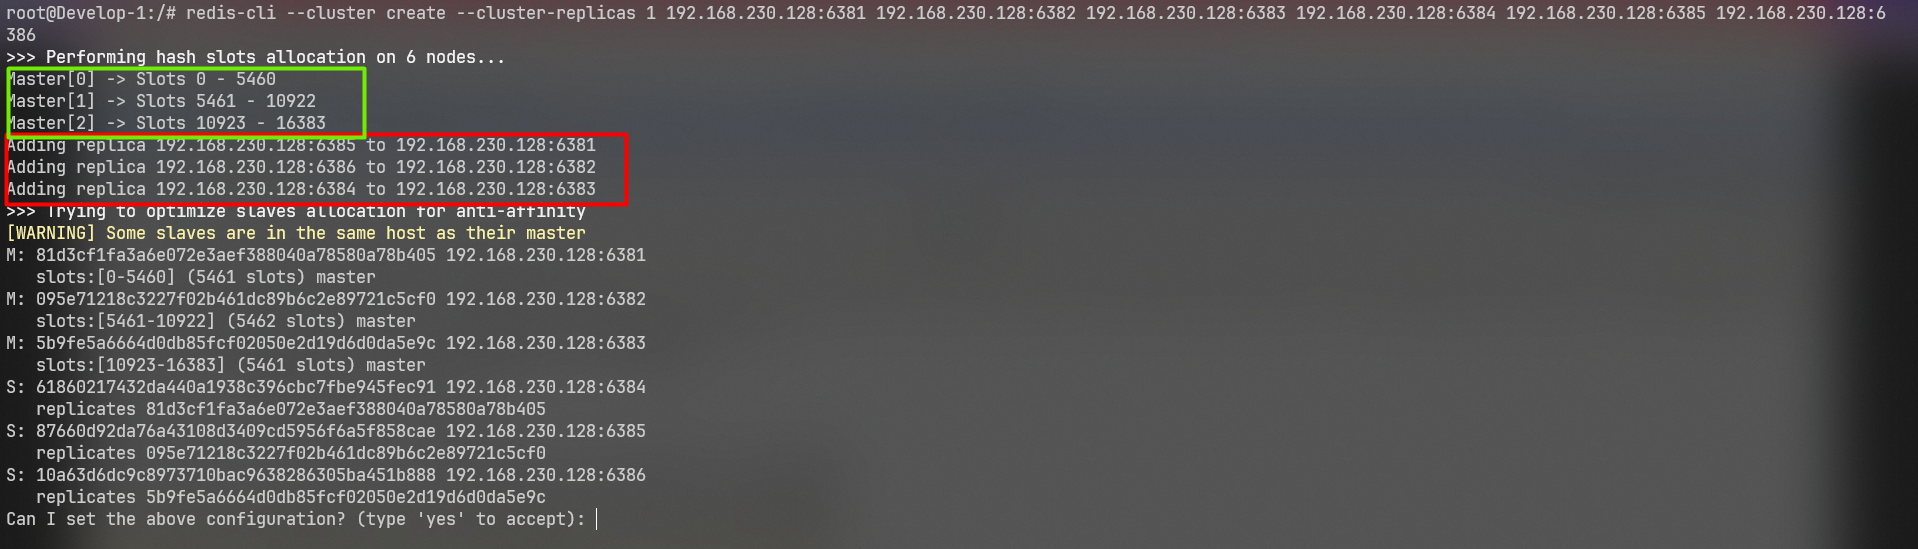 root@Develop-1:/# redis-cli --cluster create --cluster-replicas 1 192.168.230.128:6381 192.168.230.128:6382 192.168.230.128:6383 192.168.230.128:6384 192.168.230.128:6385 192.168.230.128:6
386
>>> Performing hash slots allocation on 6 nodes...
Master[0] -> Slots 0 - 5460
Master[1] -> Slots 5461 - 10922
Master[2] -> Slots 10923 - 16383
Adding replica 192.168.230.128:6385 to 192.168.230.128:6381
Adding replica 192.168.230.128:6386 to 192.168.230.128:6382
Adding replica 192.168.230.128:6384 to 192.168.230.128:6383
>>> Trying to optimize slaves allocation for anti-affinity
[WARNING] Some slaves are in the same host as their master
M: 81d3cf1fa3a6e072e3aef388040a78580a78b405 192.168.230.128:6381
   slots:[0-5460] (5461 slots) master
M: 095e71218c3227f02b461dc89b6c2e89721c5cf0 192.168.230.128:6382
   slots:[5461-10922] (5462 slots) master
M: 5b9fe5a6664d0db85fcf02050e2d19d6d0da5e9c 192.168.230.128:6383
   slots:[10923-16383] (5461 slots) master
S: 61860217432da440a1938c396cbc7fbe945fec91 192.168.230.128:6384
   replicates 81d3cf1fa3a6e072e3aef388040a78580a78b405
S: 87660d92da76a43108d3409cd5956f6a5f858cae 192.168.230.128:6385
   replicates 095e71218c3227f02b461dc89b6c2e89721c5cf0
S: 10a63d6dc9c8973710bac9638286305ba451b888 192.168.230.128:6386
   replicates 5b9fe5a6664d0db85fcf02050e2d19d6d0da5e9c
Can I set the above configuration? (type 'yes' to accept):